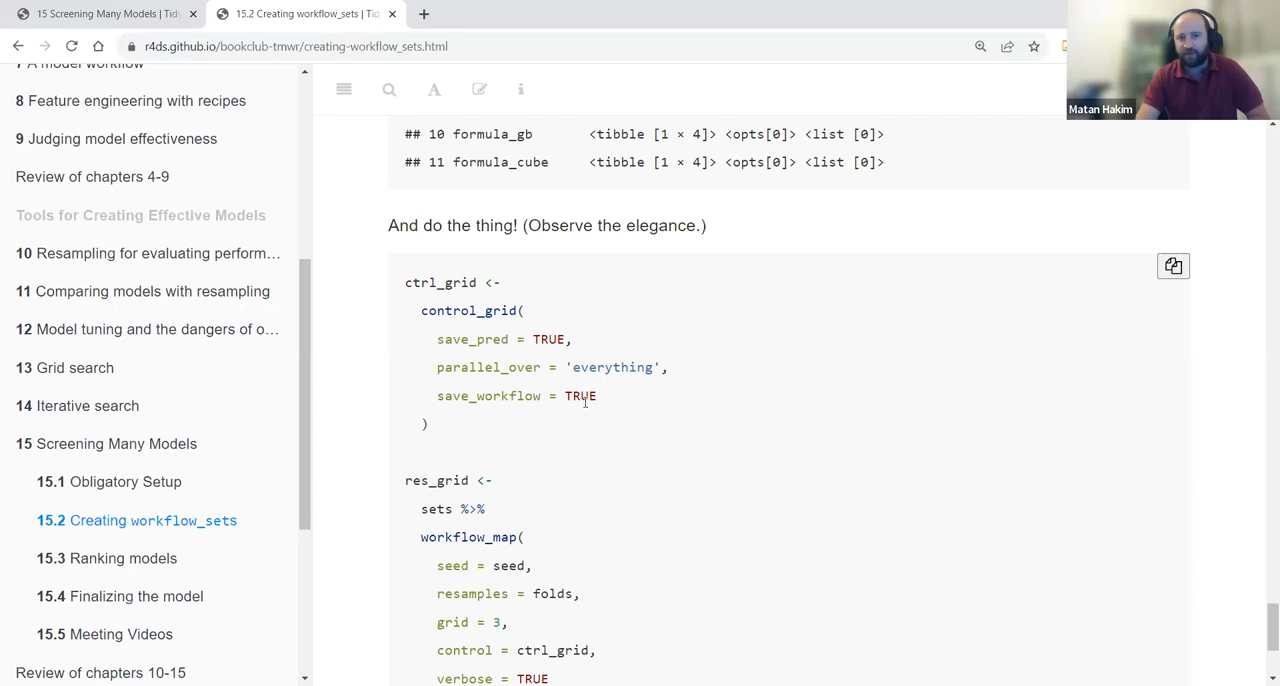 15 Screening Many Models | Tid
15.2 Creating workflow_sets | Tid
r4ds.github.io/bookclub-tmwr/creating-workflow_sets.html
Matan Hakim
7 A model workflow
8 Feature engineering with recipes
9 Judging model effectiveness
Review of chapters 4-9
Tools for Creating Effective Models
10 Resampling for evaluating perform…
11 Comparing models with resampling
12 Model tuning and the dangers of o…
13 Grid search
14 Iterative search
15 Screening Many Models
15.1 Obligatory Setup
15.2 Creating workflow_sets
15.3 Ranking models
15.4 Finalizing the model
15.5 Meeting Videos
Review of chapters 10-15
## 10 formula_gb <tibble [1 × 4]> <opts[0]> <list [0]>
## 11 formula_cube <tibble [1 × 4]> <opts[0]> <list [0]>
And do the thing! (Observe the elegance.)
ctrl_grid <-
control_grid(
save_pred = TRUE,
parallel_over = 'everything',
save_workflow = TRUE
)
res_grid <-
sets %>%
workflow_map(
seed = seed,
resamples = folds,
grid = 3,
control = ctrl_grid,
verbose = TRUE